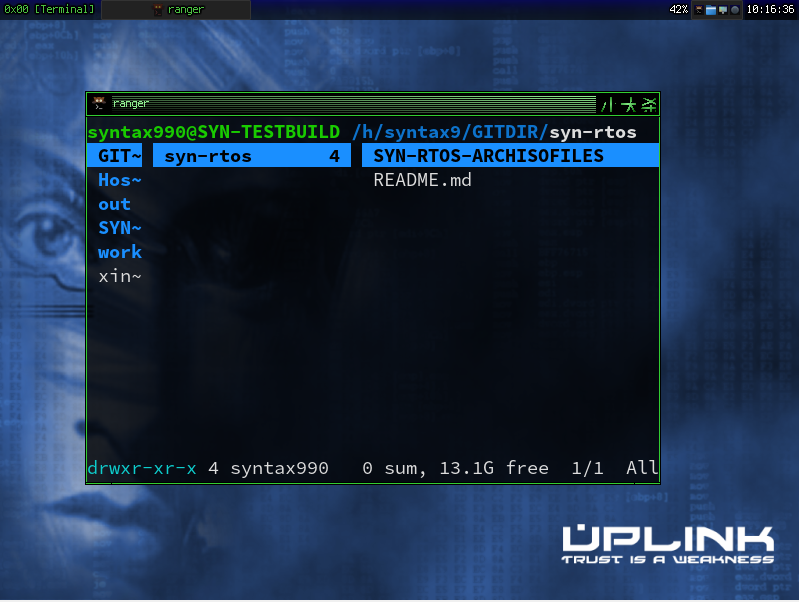 0x00 [Terminal] ranger 42% 10:16:36
ranger
syntax990@SYN-TESTBUILD /h/syntax9/GITDIR/syn-rtos
GIT~ syn-rtos 4 SYN-RTOS-ARCHISOFILES
Hos~ README.md
out
SYN~
work
xin~
drwxr-xr-x 4 syntax990 0 sum, 13.1G free 1/1 All
UPLINK
TRUST IS A WEAKNESS